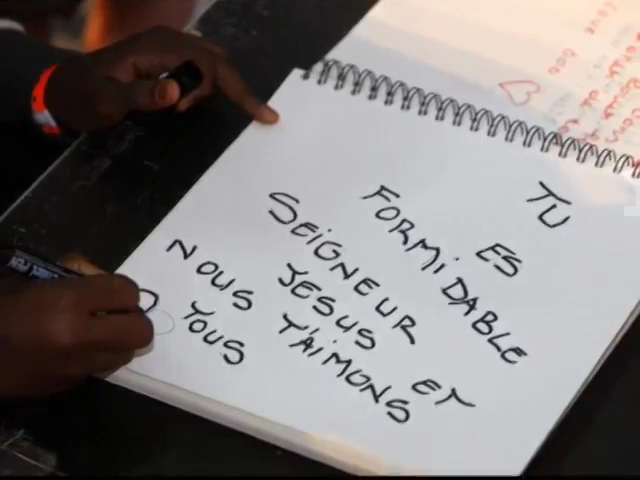 TU
ES
FORMiDABLE
SEiGNEUR
JESUS ET
NOUS T'AiMONS
TOUS